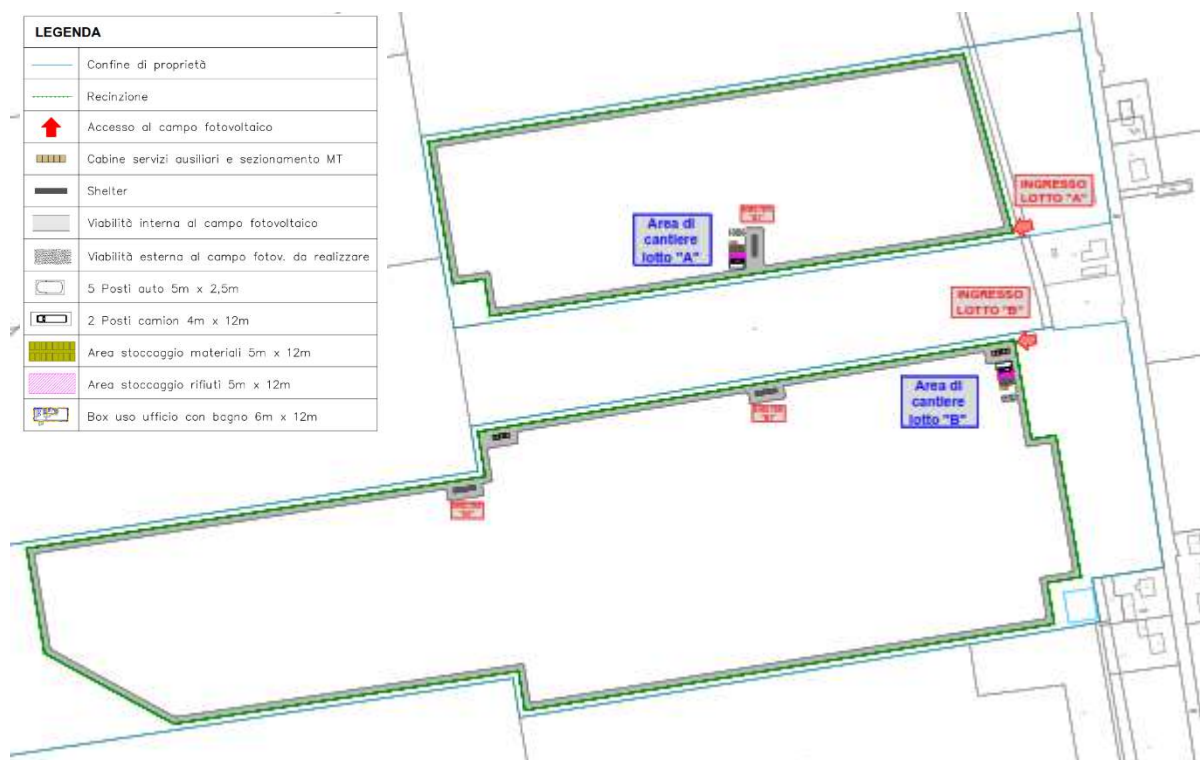 LEGENDA
Confine di proprietà
Recinzione
Accesso al campo fotovoltaico
Cabine servizi ausiliari e sezionamento MT
Shelter
Viabilità interna al campo fotovoltaico
Viabilità esterna al campo fotov. da realizzare
5 Posti auto 5m x 2,5m
2 Posti camion 4m x 12m
Area stoccaggio materiali 5m x 12m
Area stoccaggio rifiuti 5m x 12m
Box uso ufficio con bagno 6m x 12m
INGRESSO
LOTTO "A"
Area di
cantiere
lotto "A"
INGRESSO
LOTTO "B"
Area di
cantiere
lotto "B"